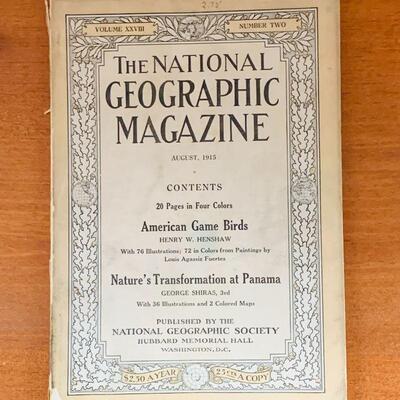 2.75
VOLUME XXVIII NUMBER TWO
THE NATIONAL
GEOGRAPHIC
MAGAZINE
AUGUST, 1915
CONTENTS
20 Pages in Four Colors
American Game Birds
HENRY W. HENSHAW
With 76 Illustrations; 72 in Colors from Paintings by
Louis Agassiz Fuertes
Nature's Transformation at Panama
GEORGE SHIRAS, 3rd
With 36 Illustrations and 2 Colored Maps
PUBLISHED BY THE
NATIONAL GEOGRAPHIC SOCIETY
HUBBARD MEMORIAL HALL
WASHINGTON, D.C.
$2.50 A YEAR 25 CTS A COPY